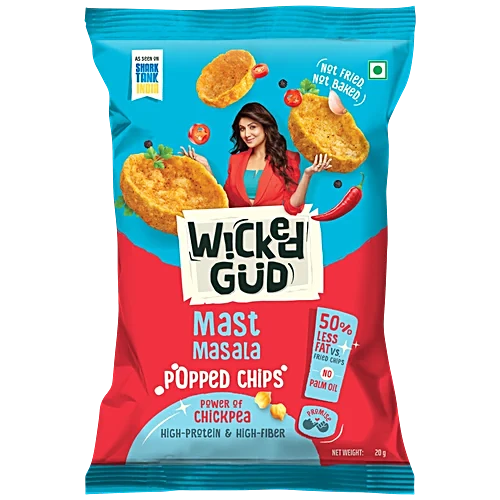 AS SEEN ON
SHARK
TANK
INDIA
NOT FRIED,
NOT BAKED,
WiCKed
GÜD
MAST
MASALA
POPPED CHIPS
POWER OF
CHICKPEA
HIGH-PROTEIN & HIGH-FIBER
50%
LESS
FAT VS.
FRIED CHIPS
NO
PALM OIL
PROMISE
NET WEIGHT: 20 g